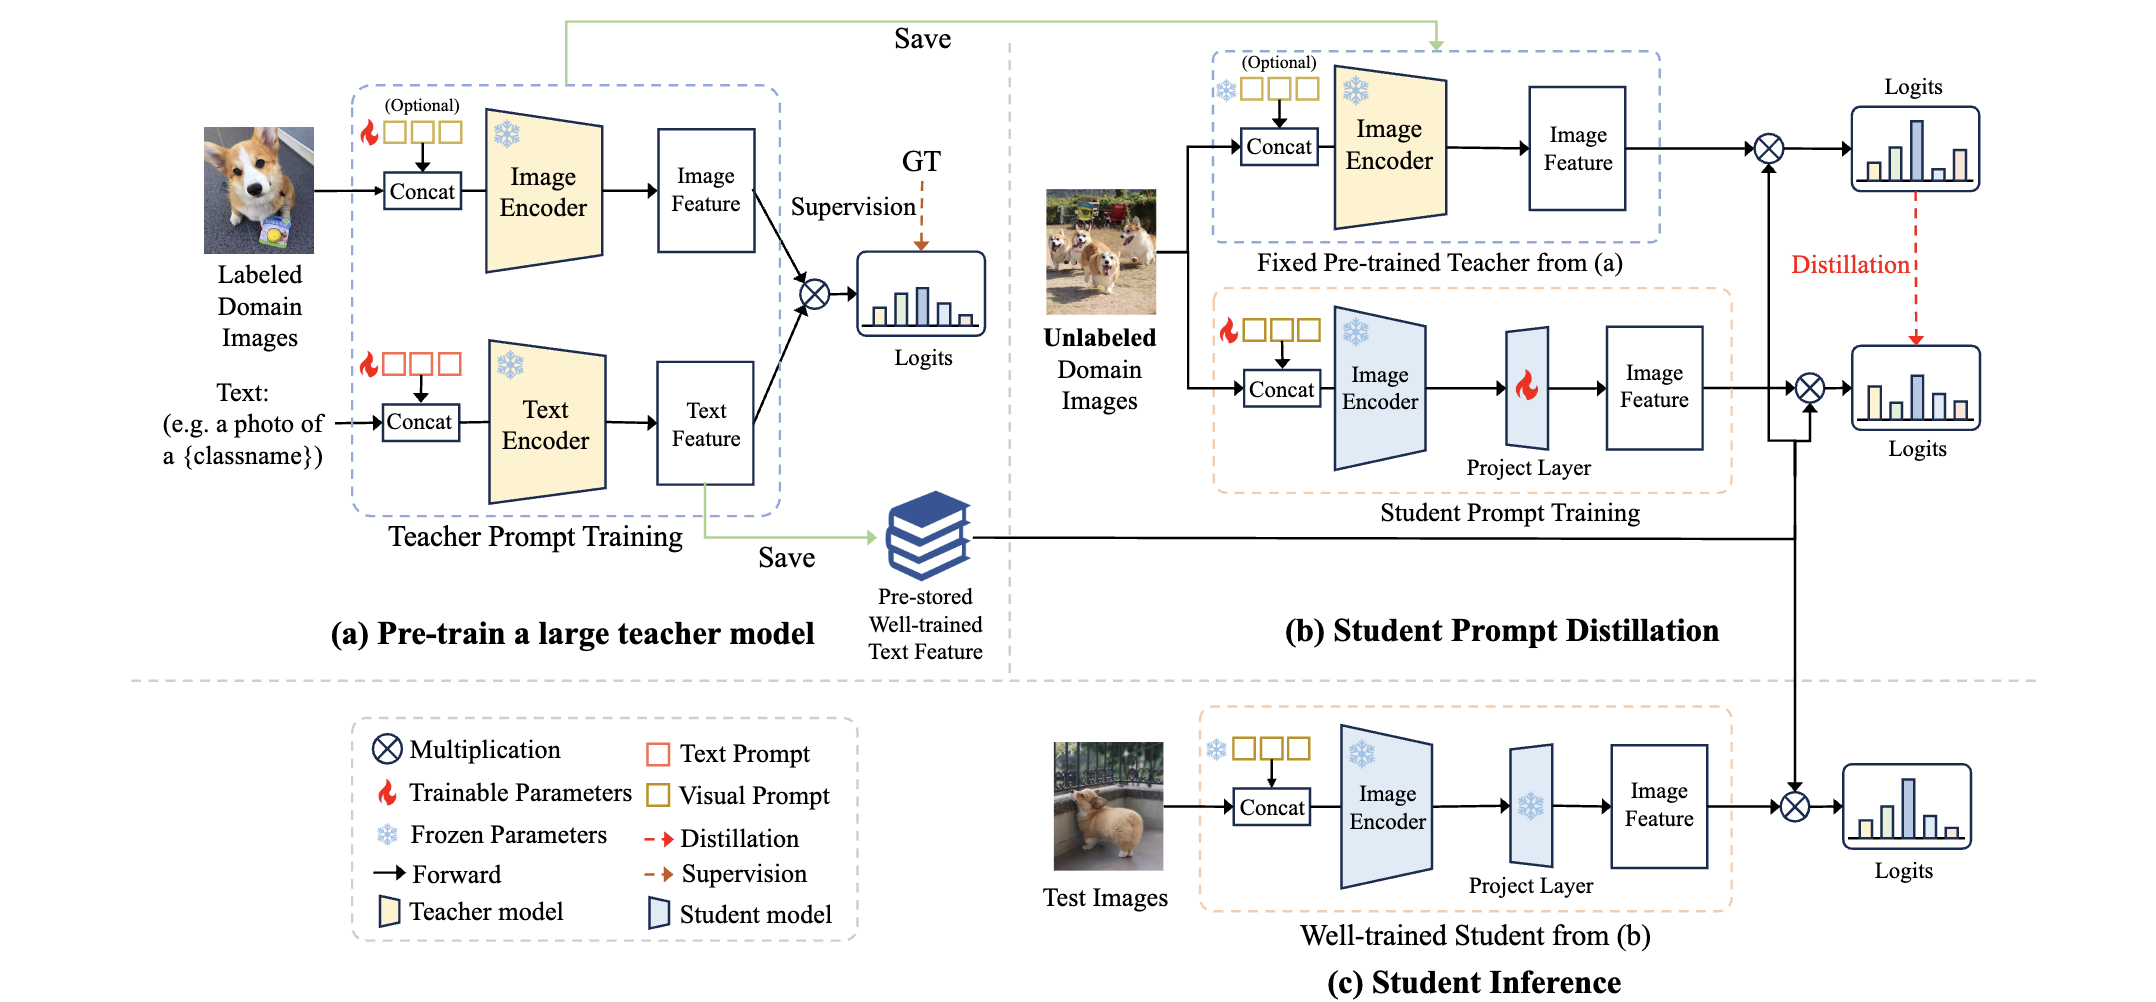 Save
(Optional)
Concat
Image
Encoder
Image
Feature
Labeled
Domain
Images
GT
Supervision
Logits
Text:
(e.g. a photo of
a {classname})
Concat
Text
Encoder
Text
Feature
Teacher Prompt Training
Save
Pre-stored
Well-trained
Text Feature
(a) Pre-train a large teacher model
(Optional)
Concat
Image
Encoder
Image
Feature
Logits
Fixed Pre-trained Teacher from (a)
Distillation
Unlabeled
Domain
Images
Concat
Image
Encoder
Project Layer
Image
Feature
Logits
Student Prompt Training
(b) Student Prompt Distillation
Multiplication
Trainable Parameters
Frozen Parameters
Forward
Teacher model
Text Prompt
Visual Prompt
Distillation
Supervision
Student model
Test Images
Concat
Image
Encoder
Project Layer
Image
Feature
Logits
Well-trained Student from (b)
(c) Student Inference